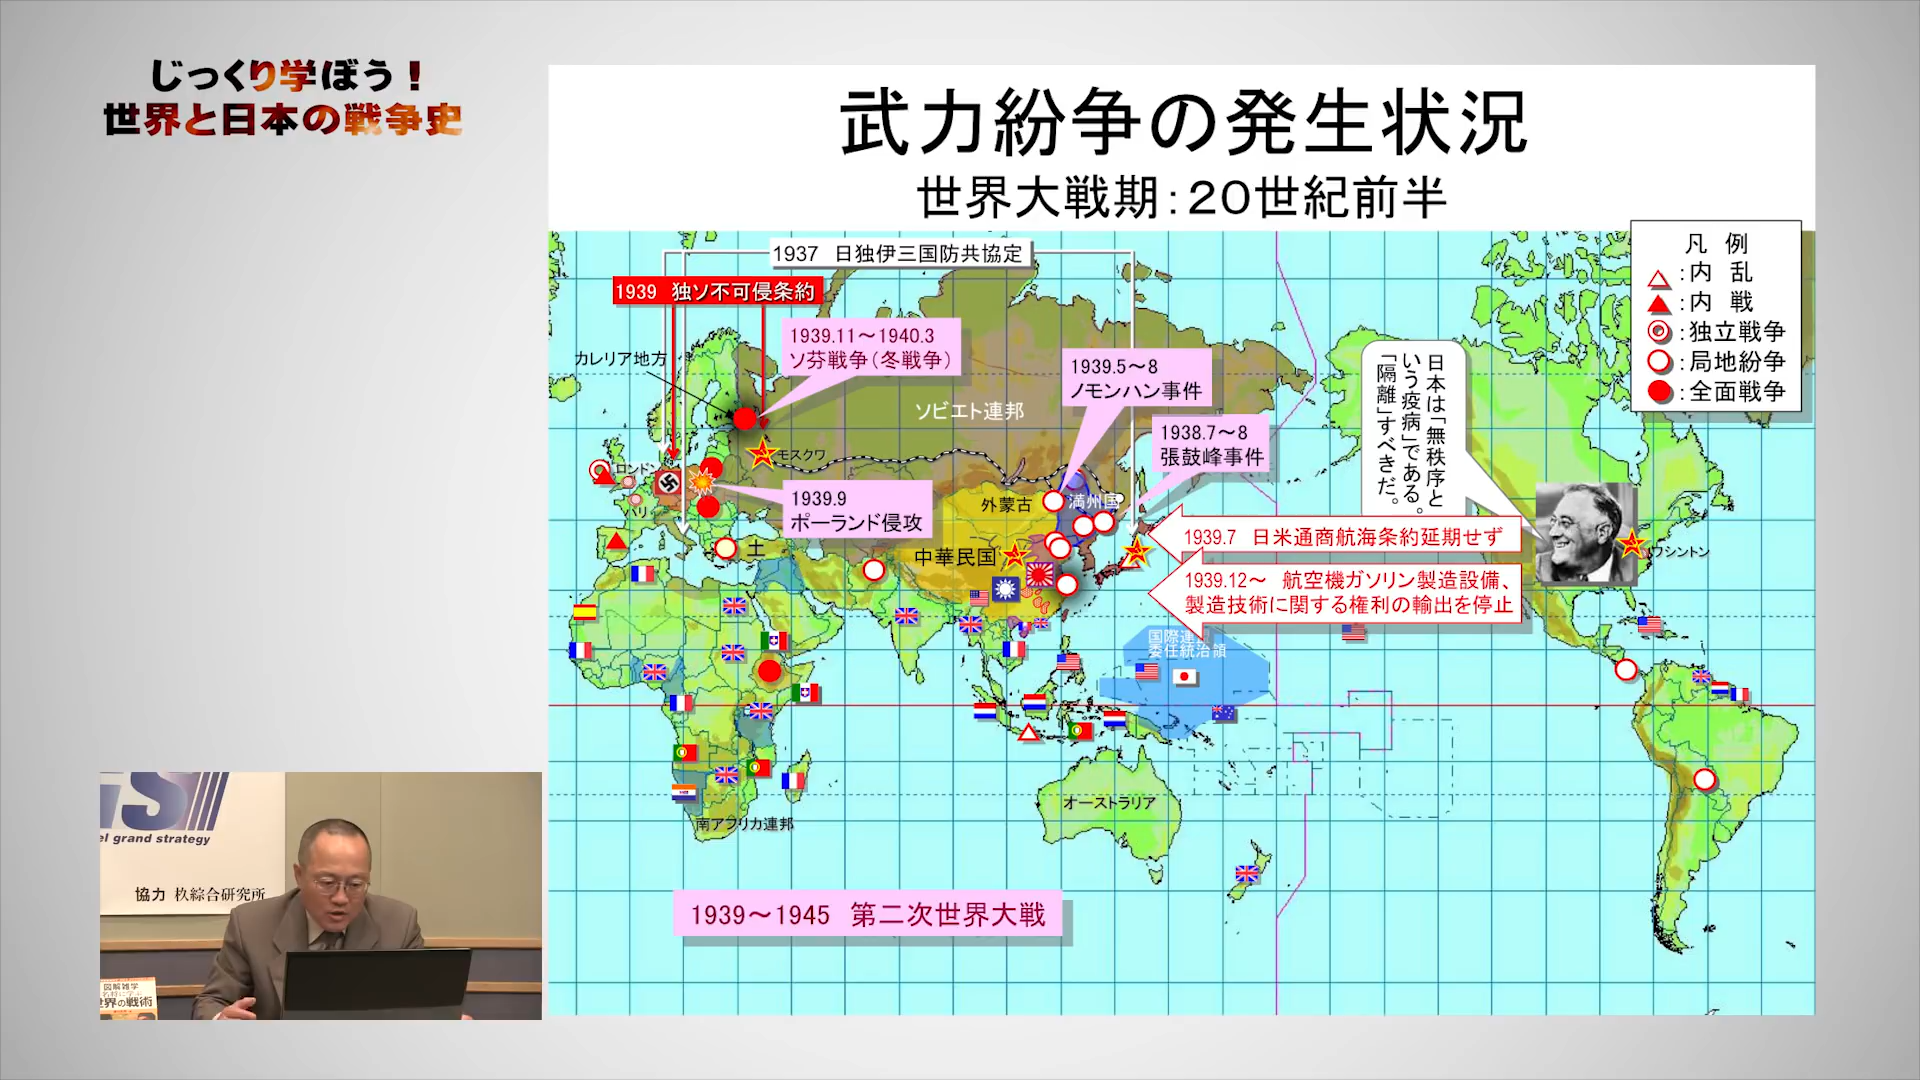 じっくり学ぼう！
世界と日本の戦争史
武力紛争の発生状況
世界大戦期：２０世紀前半
凡　例
：内　乱
：内　戦
：独立戦争
：局地紛争
：全面戦争
1937　日独伊三国防共協定
1939　独ソ不可侵条約
1939.11～1940.3
ソ芬戦争（冬戦争）
カレリア地方
1939.5～8
ノモンハン事件
ソビエト連邦
1938.7～8
張鼓峰事件
日本は「無秩序と
いう疫病」である。
「隔離」すべきだ。
モスクワ
ロンドン
パリ
1939.9
ポーランド侵攻
外蒙古
満州国
土
中華民国
1939.7　日米通商航海条約延期せず
ワシントン
1939.12～　航空機ガソリン製造設備、
製造技術に関する権利の輸出を停止
国際連
委任統治領
オーストラリア
南アフリカ連邦
1939～1945　第二次世界大戦
el grand strategy
協力 杦綜合研究所
図解雑学
世界の戦術